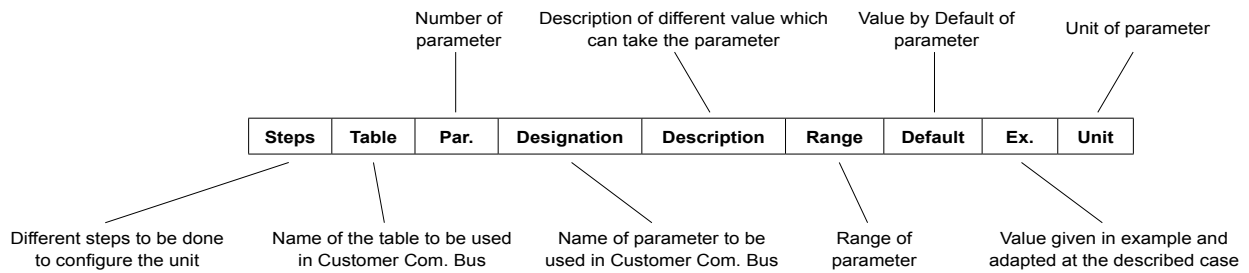 Number of
parameter
Description of different value which
can take the parameter
Value by Default of
parameter
Unit of parameter
Steps Table Par. Designation Description Range Default Ex. Unit
Different steps to be done
to configure the unit
Name of the table to be used
in Customer Com. Bus
Name of parameter to be
used in Customer Com. Bus
Range of
parameter
Value given in example and
adapted at the described case